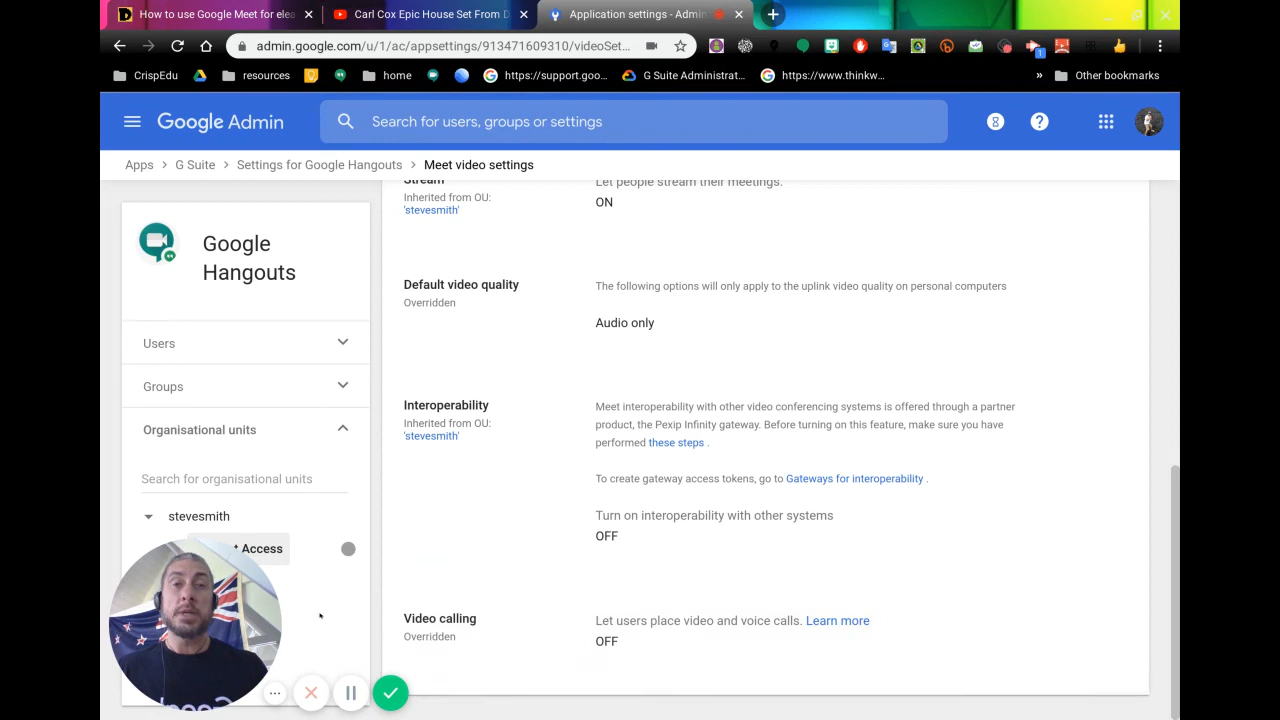 How to use Google Meet for elea
Carl Cox Epic House Set From D
Application settings - Admin
admin.google.com/u/1/ac/appsettings/913471609310/videoSet...
CrispEdu
resources
home
https://support.goo...
G Suite Administrat...
https://www.thinkw...
»
Other bookmarks
Google Admin
Search for users, groups or settings
Apps > G Suite > Settings for Google Hangouts > Meet video settings
Google
Hangouts
Users
Groups
Organisational units
Search for organisational units
stevesmith
t Access
Stream
Inherited from OU:
'stevesmith'
Let people stream their meetings.
ON
Default video quality
Overridden
The following options will only apply to the uplink video quality on personal computers
Audio only
Interoperability
Inherited from OU:
'stevesmith'
Meet interoperability with other video conferencing systems is offered through a partner
product, the Pexip Infinity gateway. Before turning on this feature, make sure you have
performed these steps .
To create gateway access tokens, go to Gateways for interoperability .
Turn on interoperability with other systems
OFF
Video calling
Overridden
Let users place video and voice calls. Learn more
OFF